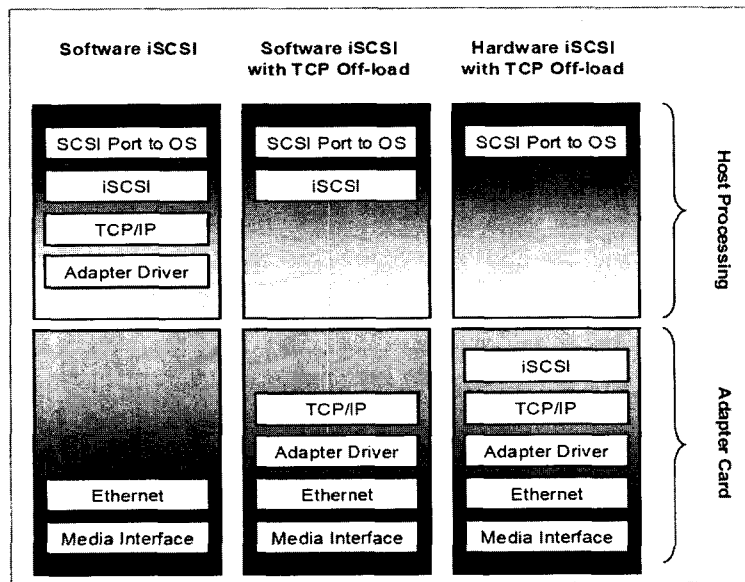 Software iSCSI
Software iSCSI
with TCP Off-load
Hardware iSCSI
with TCP Off-load
SCSI Port to OS
iSCSI
TCP/IP
Adapter Driver
SCSI Port to OS
iSCSI
SCSI Port to OS
Host Processing
Ethernet
Media Interface
TCP/IP
Adapter Driver
Ethernet
Media Interface
iSCSI
TCP/IP
Adapter Driver
Ethernet
Media Interface
Adapter Card